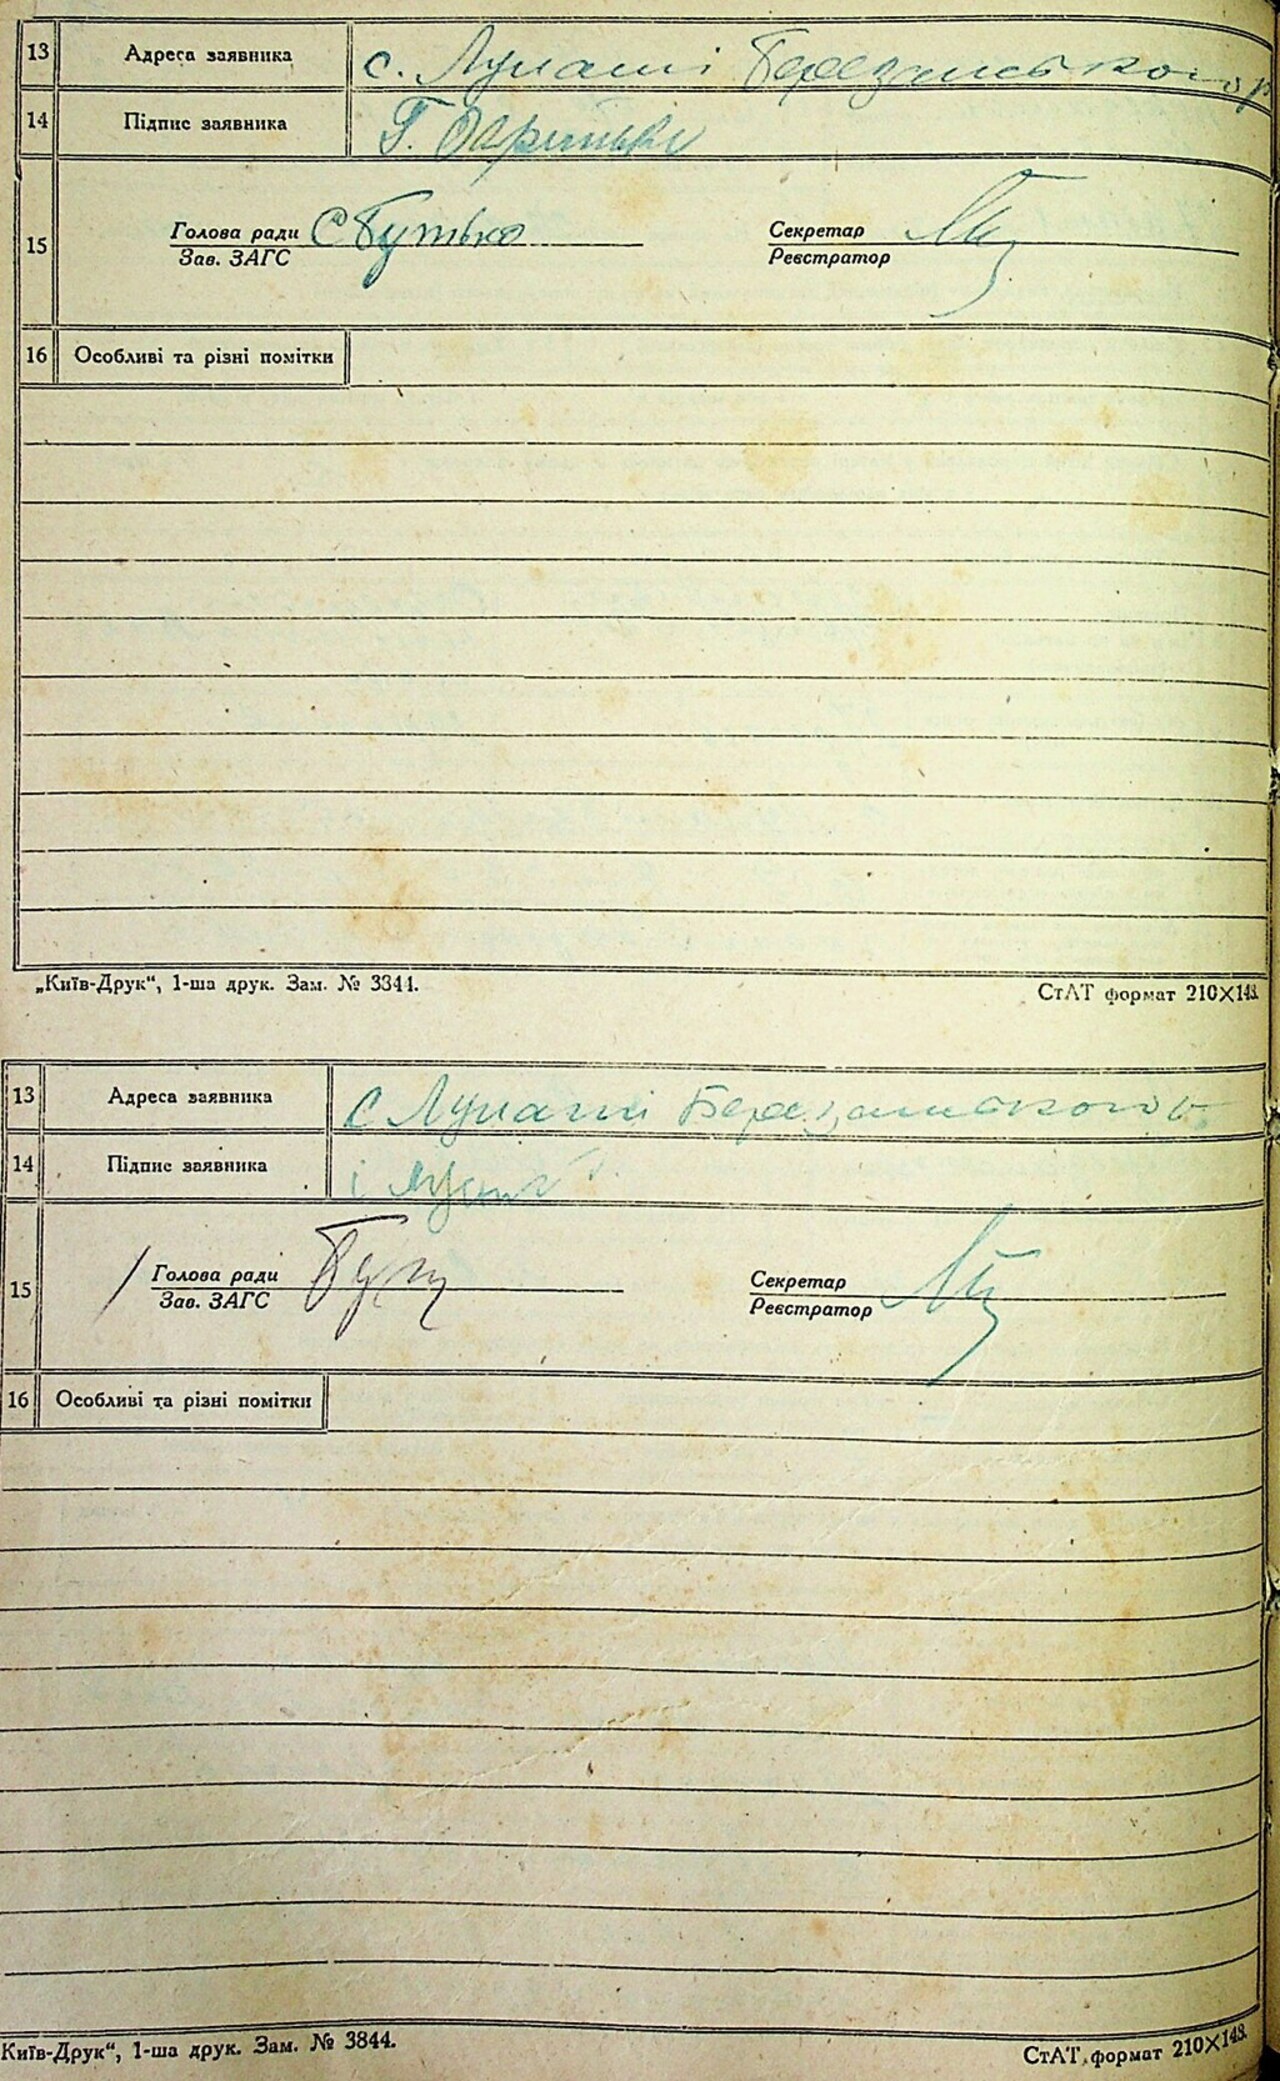 13 Адреса заявника с. Лукаші Березанського р
14 Підпис заявника Г.
15 Голова ради С Бутько Секретар
Зав. ЗАГС Реєстратор
16 Особливі та різні помітки
„Київ-Друк“, 1-ша друк. Зам. № 3344. СтАТ формат 210×148.
13 Адреса заявника с Лукаші Березанського
14 Підпис заявника
15 Голова ради Секретар
Зав. ЗАГС Реєстратор
16 Особливі та різні помітки
Київ-Друк“, 1-ша друк. Зам. № 3844. СтАТ формат 210×148.